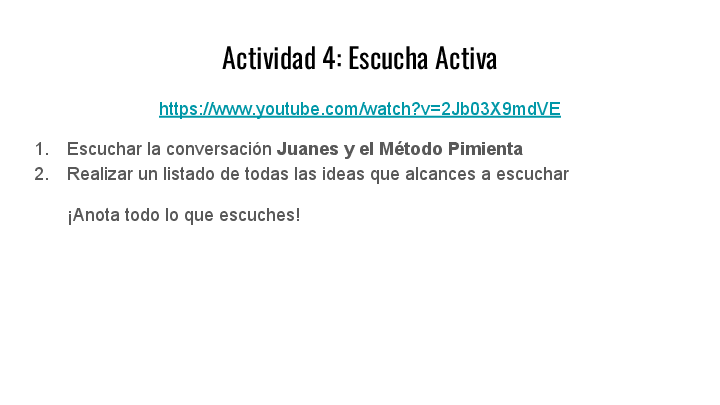 Actividad 4: Escucha Activa
https://www.youtube.com/watch?v=2Jb03X9mdVE
1. Escuchar la conversación Juanes y el Método Pimienta
2. Realizar un listado de todas las ideas que alcances a escuchar
¡Anota todo lo que escuches!